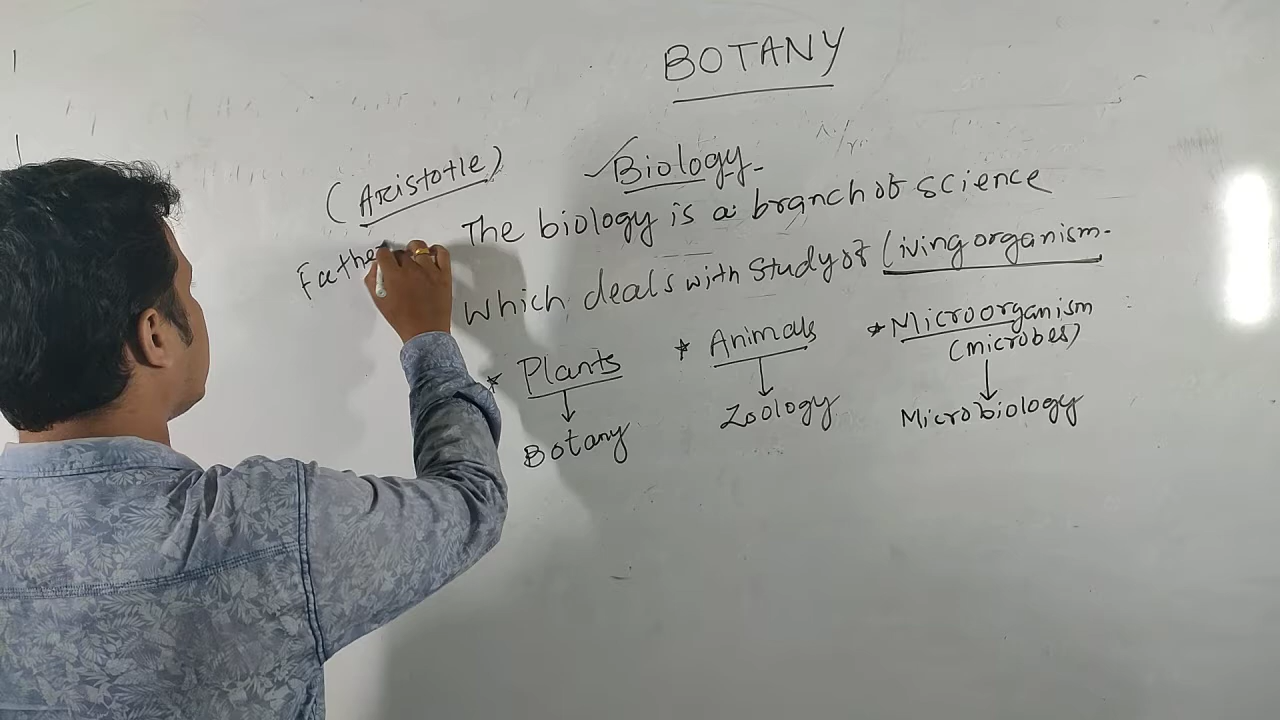 BOTANY
Biology
(Aristotle)
Fathe
The biology is a branch of science
which deals with study of living organism.
* Plants * Animals * Microorganism
(microbes)
Botany Zoology Microbiology